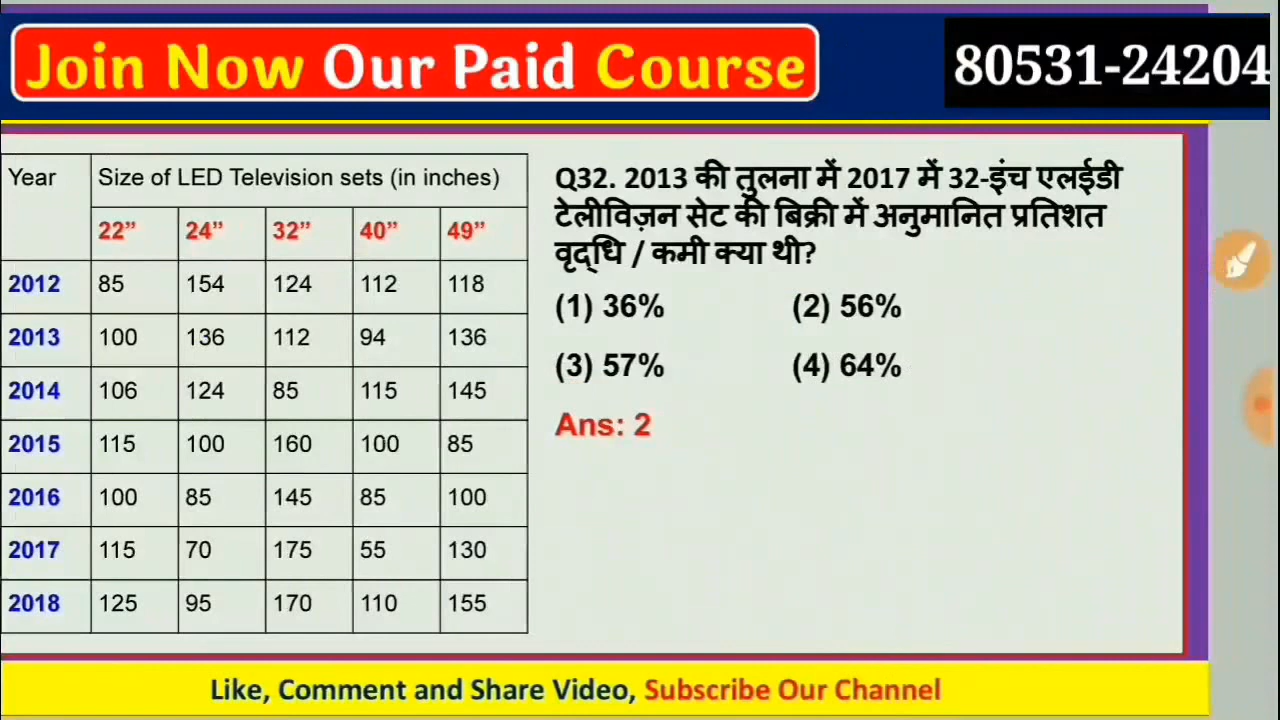 Join Now Our Paid Course
80531-24204
Year Size of LED Television sets (in inches)
22” 24” 32” 40” 49”
2012 85 154 124 112 118
2013 100 136 112 94 136
2014 106 124 85 115 145
2015 115 100 160 100 85
2016 100 85 145 85 100
2017 115 70 175 55 130
2018 125 95 170 110 155
Q32. 2013 की तुलना में 2017 में 32-इंच एलईडी
टेलीविज़न सेट की बिक्री में अनुमानित प्रतिशत
वृद्धि / कमी क्या थी?
(1) 36% (2) 56%
(3) 57% (4) 64%
Ans: 2
Like, Comment and Share Video, Subscribe Our Channel